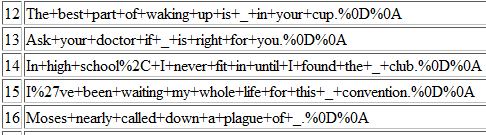 12 The+best+part+of+waking+up+is+_+in+your+cup.%0D%0A
13 Ask+your+doctor+if+_+is+right+for+you.%0D%0A
14 In+high+school%2C+I+never+fit+in+until+I+found+the+_+club.%0D%0A
15 I%27ve+been+waiting+my+whole+life+for+this+_+convention.%0D%0A
16 Moses+nearly+called+down+a+plague+of+_.%0D%0A